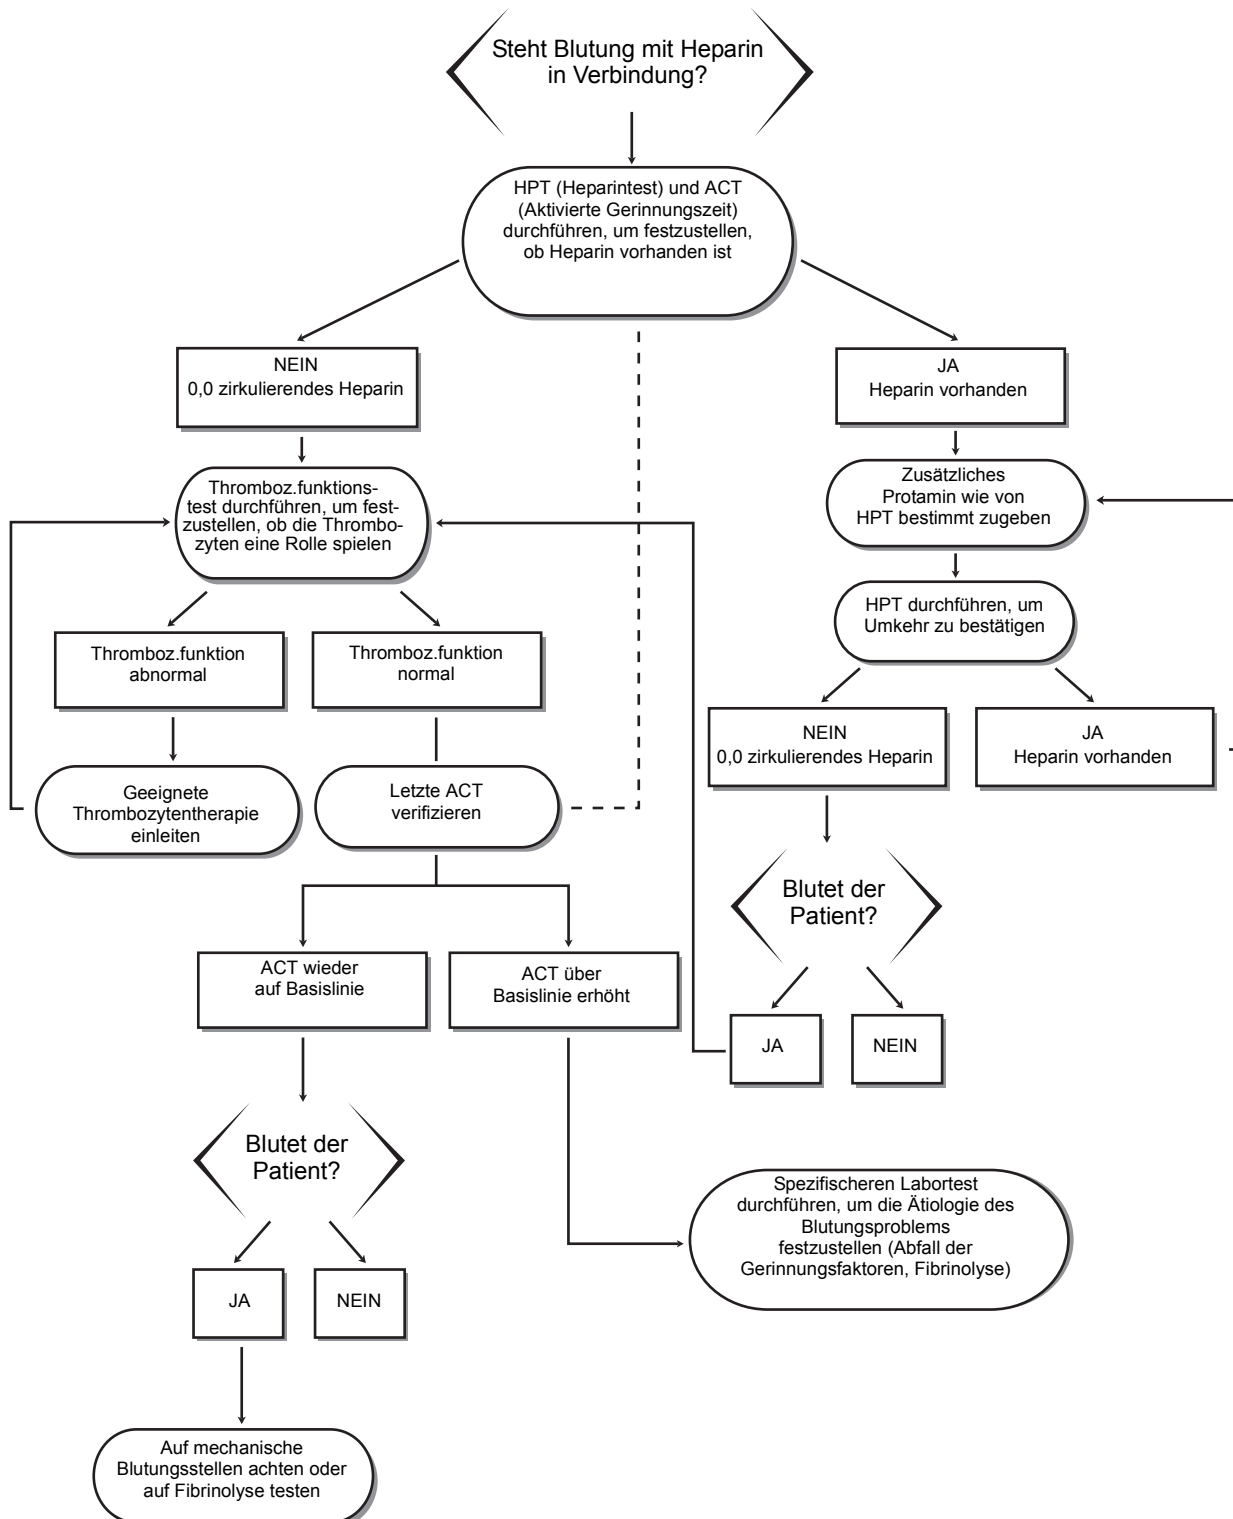 Steht Blutung mit Heparin
in Verbindung?
HPT (Heparintest) und ACT
(Aktivierte Gerinnungszeit)
durchführen, um festzustellen,
ob Heparin vorhanden ist
NEIN
0,0 zirkulierendes Heparin
JA
Heparin vorhanden
Thromboz.funktions-
test durchführen, um fest-
zustellen, ob die Thrombo-
zyten eine Rolle spielen
Zusätzliches
Protamin wie von
HPT bestimmt zugeben
HPT durchführen, um
Umkehr zu bestätigen
Thromboz.funktion
abnormal
Thromboz.funktion
normal
NEIN
0,0 zirkulierendes Heparin
JA
Heparin vorhanden
Geeignete
Thrombozytentherapie
einleiten
Letzte ACT
verifizieren
Blutet der
Patient?
ACT wieder
auf Basislinie
ACT über
Basislinie erhöht
JA
NEIN
Blutet der
Patient?
Spezifischeren Labortest
durchführen, um die Ätiologie des
Blutungsproblems
festzustellen (Abfall der
Gerinnungsfaktoren, Fibrinolyse)
JA
NEIN
Auf mechanische
Blutungsstellen achten oder
auf Fibrinolyse testen